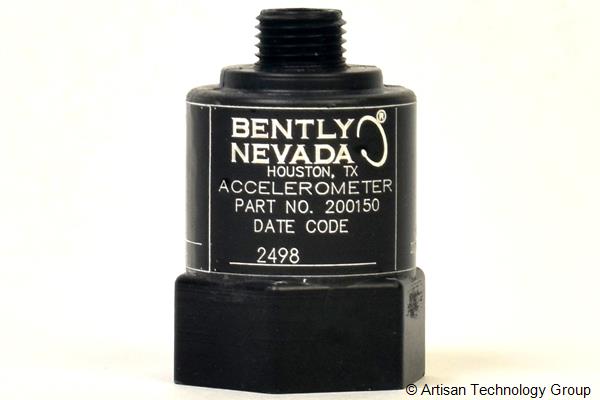 BENTLY
NEVADA ®
HOUSTON, TX
ACCELEROMETER
PART NO. 200150
DATE CODE
2498
© Artisan Technology Group